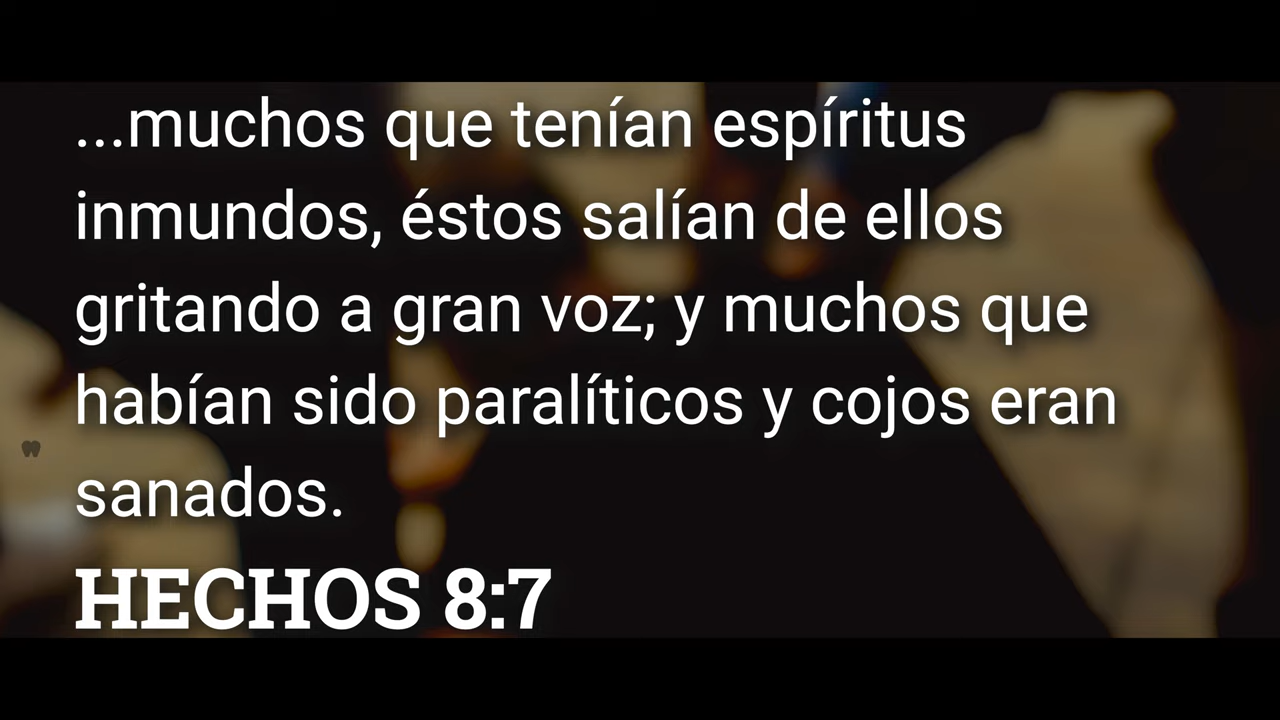 ...muchos que tenían espíritus
inmundos, éstos salían de ellos
gritando a gran voz; y muchos que
habían sido paralíticos y cojos eran
sanados.
HECHOS 8:7